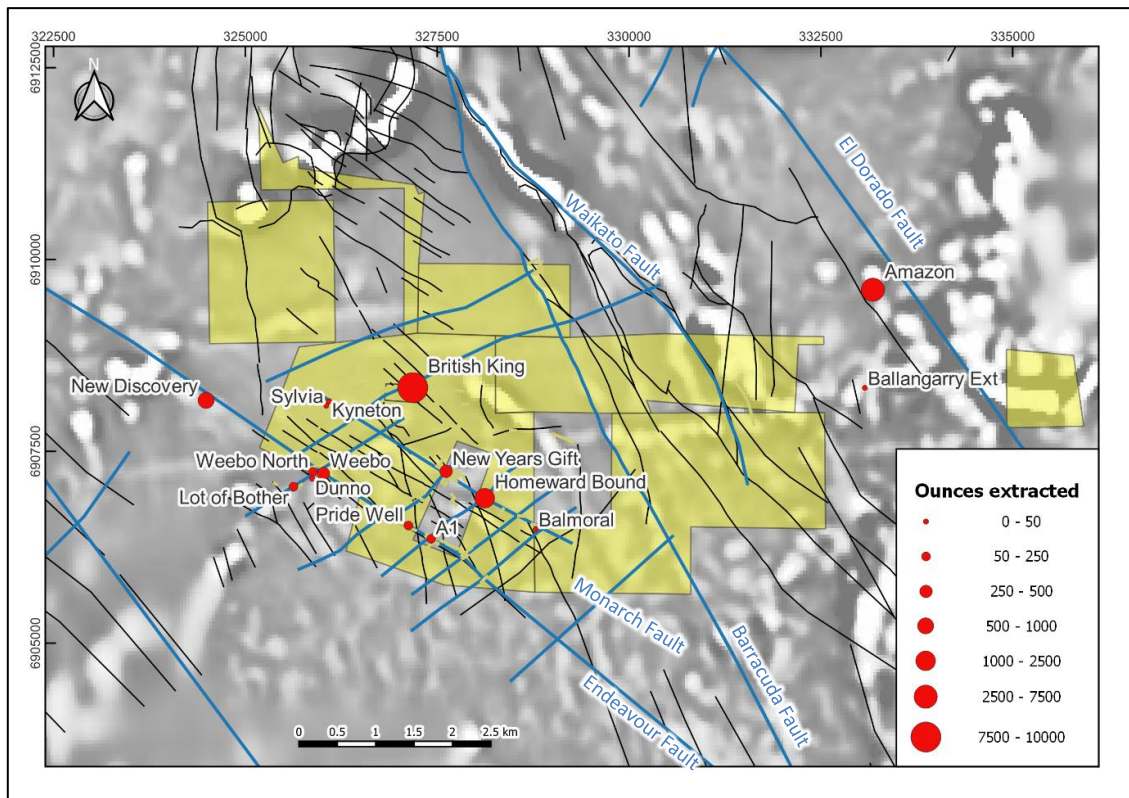 322500 325000 327500 330000 332500 335000
6912500
N
El Dorado Fault
Waikato Fault
6910000
Amazon
British King
Ballangarry Ext
New Discovery
Sylvia
Kyneton
6907500
Weebo North
Weebo
New Years Gift
Dunno
Homeward Bound
Lot of Bother
Pride Well
A1
Balmoral
Monarch Fault
Barracuda Fault
6905000
Endeavour Fault
0 0.5 1 1.5 2 2.5 km
Ounces extracted
0 - 50
50 - 250
250 - 500
500 - 1000
1000 - 2500
2500 - 7500
7500 - 10000